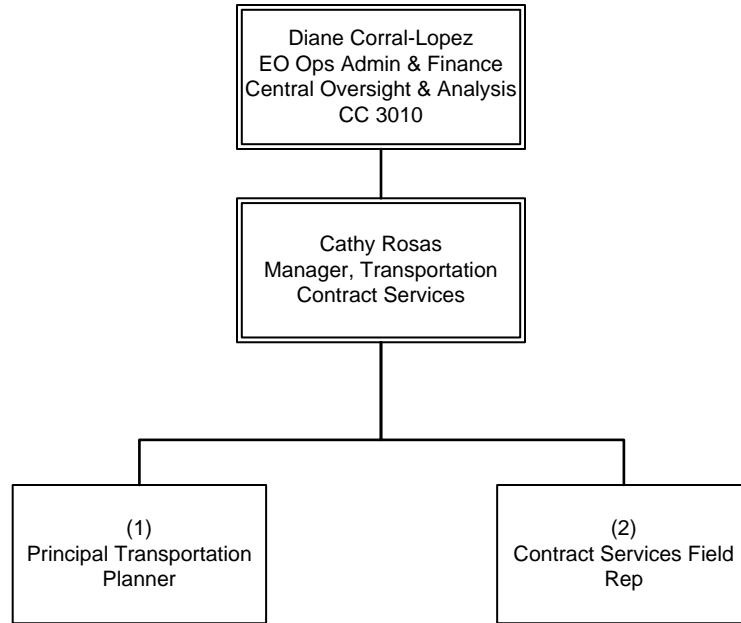 Diane Corral-Lopez
EO Ops Admin & Finance
Central Oversight & Analysis
CC 3010
Cathy Rosas
Manager, Transportation
Contract Services
(1)
Principal Transportation
Planner
(2)
Contract Services Field
Rep